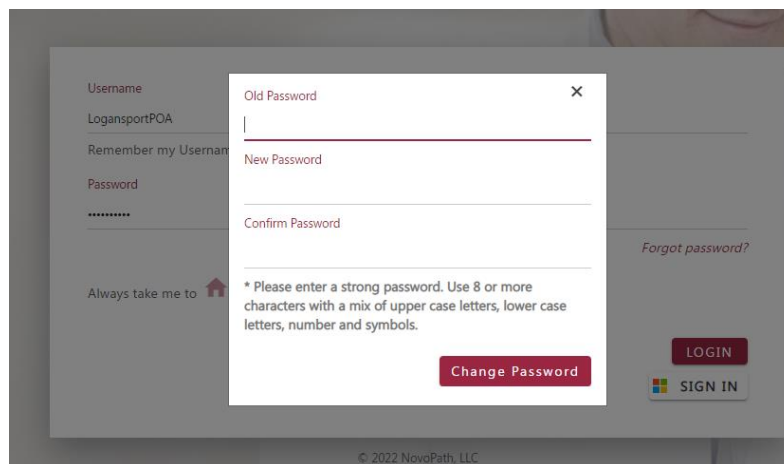 Username
LogansportPOA
Remember my Usernam
Password
Always take me to
Old Password
New Password
Confirm Password
* Please enter a strong password. Use 8 or more
characters with a mix of upper case letters, lower case
letters, number and symbols.
Change Password
Forgot password?
LOGIN
SIGN IN
© 2022 NovoPath, LLC